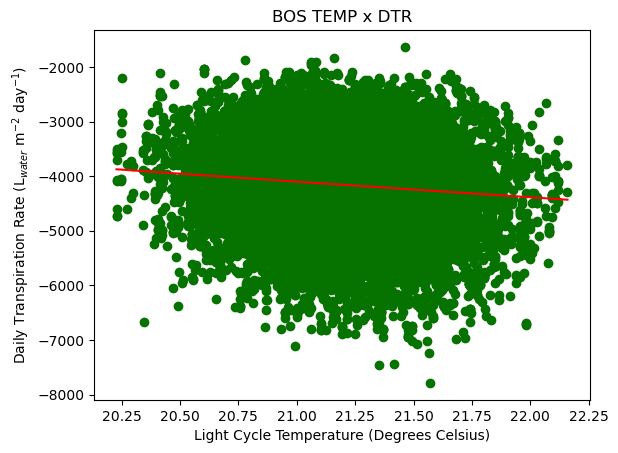 BOS TEMP x DTR
Daily Transpiration Rate (L_water m⁻² day⁻¹)
−2000
−3000
−4000
−5000
−6000
−7000
−8000
20.25 20.50 20.75 21.00 21.25 21.50 21.75 22.00 22.25
Light Cycle Temperature (Degrees Celsius)